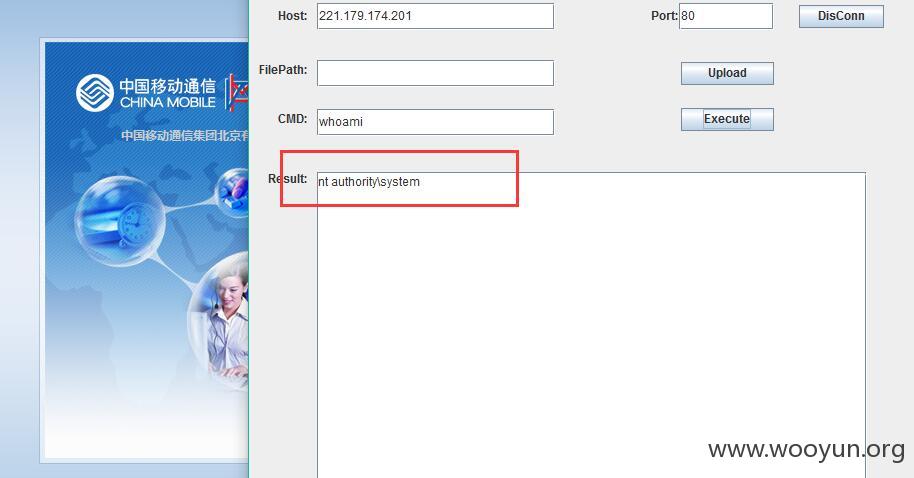 Host: 221.179.174.201 Port: 80 DisConn
中国移动通信
CHINA MOBILE
FilePath: Upload
中国移动通信集团北京有
CMD: whoami Execute
Result: nt authority\system
www.wooyun.org